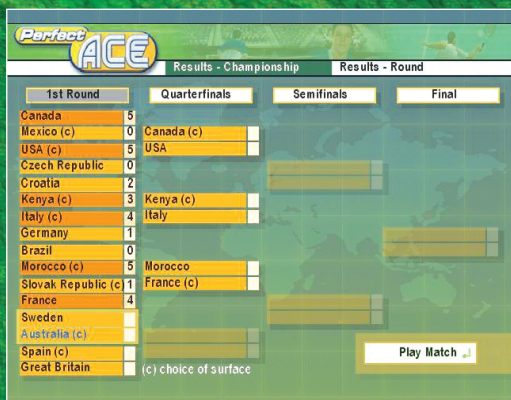 Perfect
ACE
Results - Championship
Results - Round
1st Round
Quarterfinals
Semifinals
Final
Canada 5
Mexico (c) 0
USA (c) 5
Czech Republic 0
Croatia 2
Kenya (c) 3
Italy (c) 4
Germany 1
Brazil 0
Morocco (c) 5
Slovak Republic (c) 1
France 4
Sweden
Australia (c)
Spain (c)
Great Britain
Canada (c)
USA
Kenya (c)
Italy
Morocco
France (c)
(c) choice of surface
Play Match